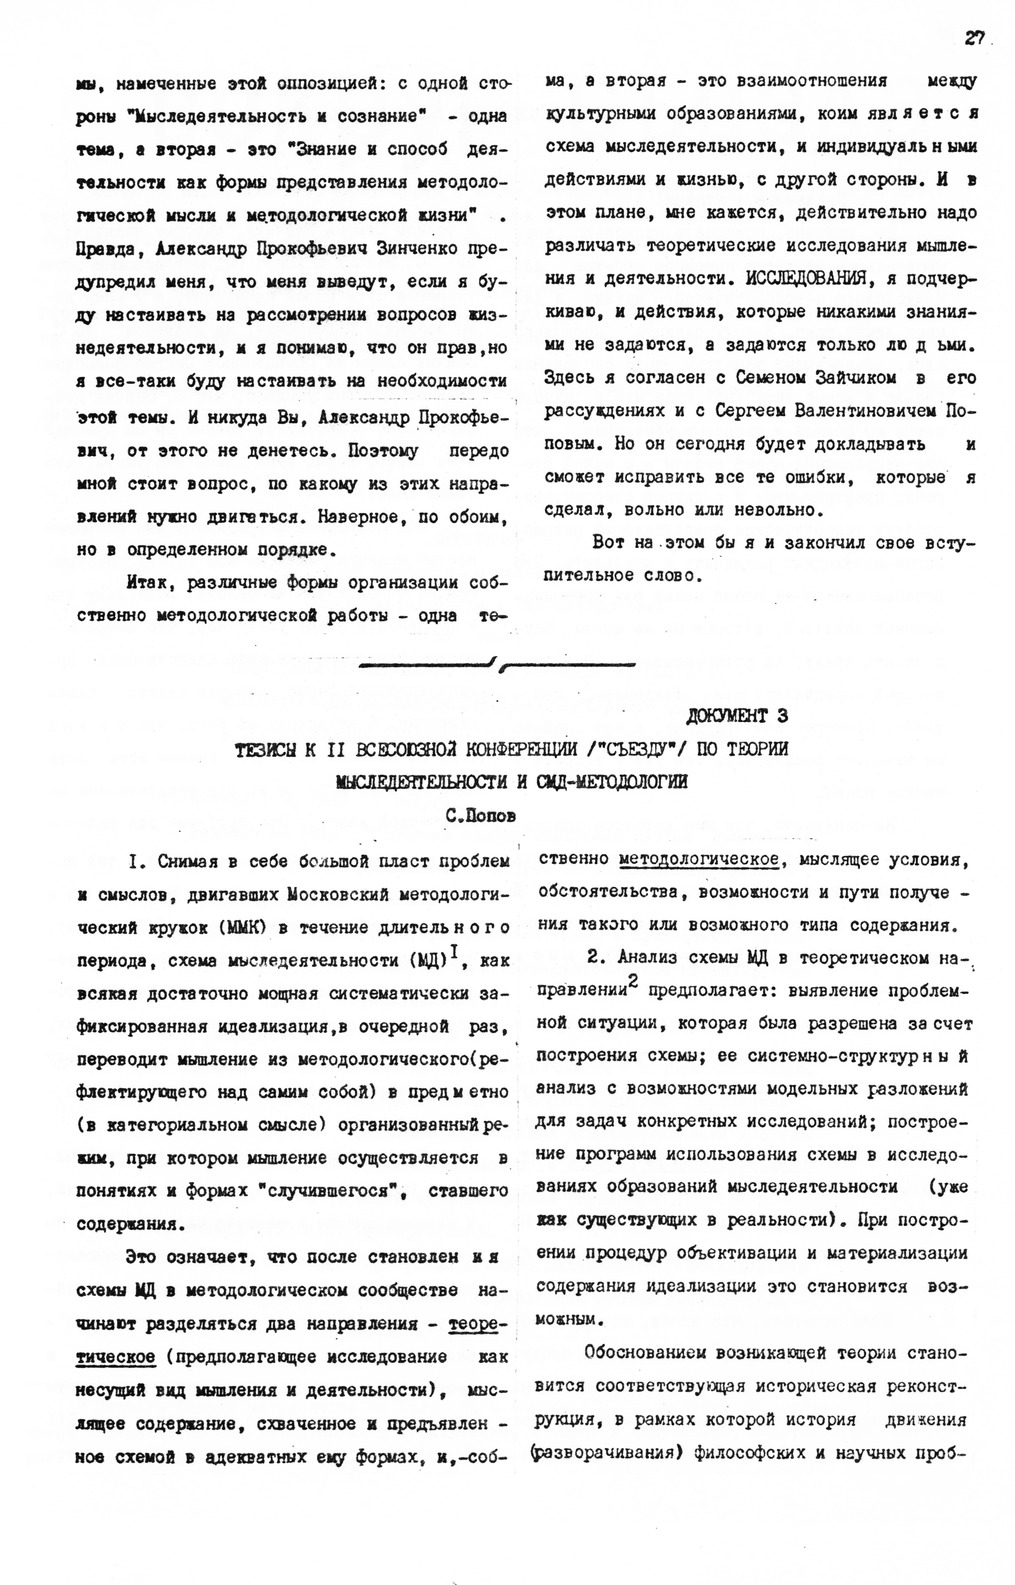 27
мы, намеченные этой оппозицией: с одной сто-
роны "Мыследеятельность и сознание" - одна
тема, а вторая - это "Знание и способ дея-
тельности как формы представления методоло-
гической мысли и методологической жизни" .
Правда, Александр Прокофьевич Зинченко пре-
дупредил меня, что меня выведут, если я бу-
ду настаивать на рассмотрении вопросов жиз-
недеятельности, и я понимаю, что он прав,но
я все-таки буду настаивать на необходимости
этой темы. И никуда Вы, Александр Прокофье-
вич, от этого не денетесь. Поэтому передо
мной стоит вопрос, по какому из этих напра-
влений нужно двигаться. Наверное, по обоим,
но в определенном порядке.
Итак, различные формы организации соб-
ственно методологической работы - одна те-
ма, а вторая - это взаимоотношения между
культурными образованиями, коим явл я е т с я
схема мыследеятельности, и индивидуаль н ыми
действиями и жизнью, с другой стороны. И в
этом плане, мне кажется, действительно надо
различать теоретические исследования мышле-
ния и деятельности. ИССЛЕДОВАНИЯ, я подчер-
киваю, и действия, которые никакими знания-
ми не задаются, а задаются только лю д ьми.
Здесь я согласен с Семеном Зайчиком в его
рассуждениях и с Сергеем Валентиновичем По-
повым. Но он сегодня будет докладывать и
сможет исправить все те ошибки, которые я
сделал, вольно или невольно.
Вот на этом бы я и закончил свое всту-
пительное слово.
ДОКУМЕНТ 3
ТЕЗИСЫ К II ВСЕСОЮЗНОЙ КОНФЕРЕНЦИИ /"СЪЕЗДУ"/ ПО ТЕОРИИ
МЫСЛЕДЕЯТЕЛЬНОСТИ И СМД-МЕТОДОЛОГИИ
С.Попов
I. Снимая в себе большой пласт проблем
и смыслов, двигавших Московский методологи-
ческий кружок (ММК) в течение длитель н о г о
периода, схема мыследеятельности (МД)I, как
всякая достаточно мощная систематически за-
фиксированная идеализация,в очередной раз,
переводит мышление из методологического(ре-
флектирующего над самим собой) в пред м етно
(в категориальном смысле) организованный ре-
жим, при котором мышление осуществляется в
понятиях и формах "случившегося", ставшего
содержания.
Это означает, что после становлен и я
схемы МД в методологическом сообществе на-
чинают разделяться два направления - теоре-
тическое (предполагающее исследование как
несущий вид мышления и деятельности), мыс-
лящее содержание, схваченное и предъявлен -
ное схемой в адекватных ему формах, и,-соб-
ственно методологическое, мыслящее условия,
обстоятельства, возможности и пути получе -
ния такого или возможного типа содержания.
2. Анализ схемы МД в теоретическом на-
правлении2 предполагает: выявление проблем-
ной ситуации, которая была разрешена за счет
построения схемы; ее системно-структур н ы й
анализ с возможностями модельных разложений
для задач конкретных исследований; построе-
ние программ использования схемы в исследо-
ваниях образований мыследеятельности (уже
как существующих в реальности). При постро-
ении процедур объективации и материализации
содержания идеализации это становится воз-
можным.
Обоснованием возникающей теории стано-
вится соответствующая историческая реконст-
рукция, в рамках которой история движения
(разворачивания) философских и научных проб-